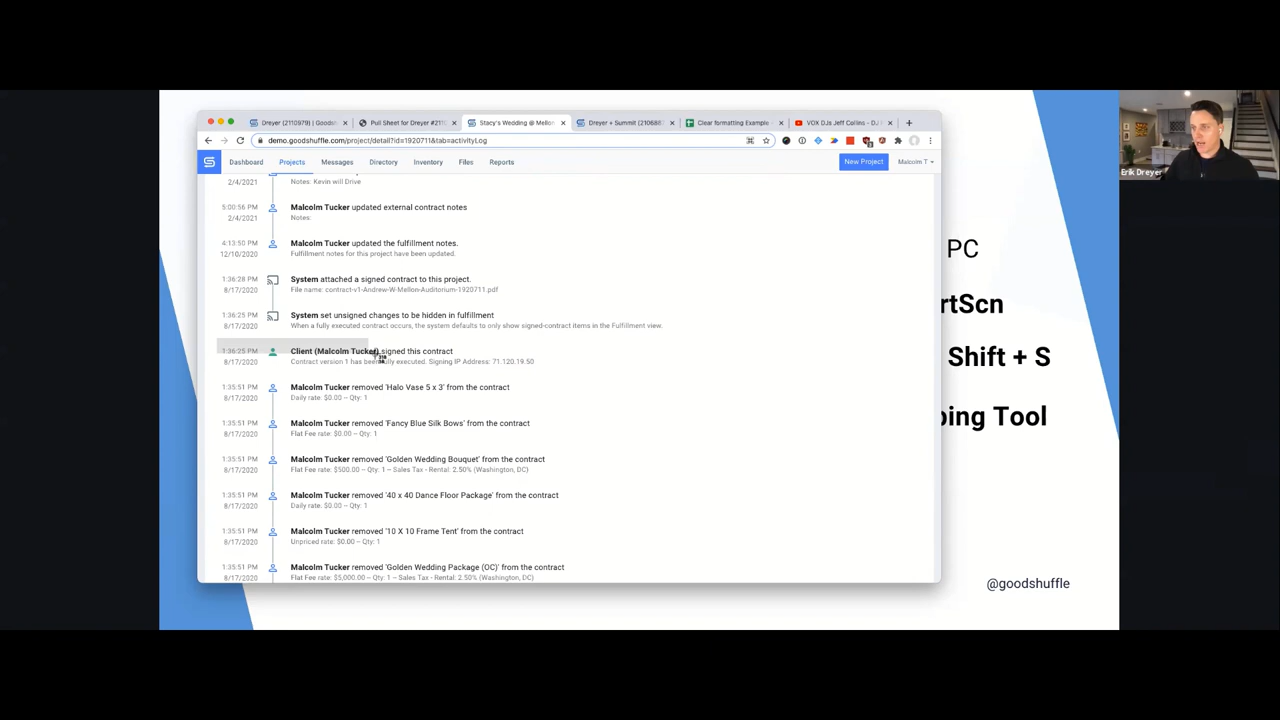 Dreyer (2110979) | Goodsh
Pull Sheet for Dreyer #2110
Stacy's Wedding @ Mellon
Dreyer + Summit (210688
Clear formatting Example
VOX DJs Jeff Collins - DJ
demo.goodshuffle.com/project/detail?id=1920711&tab=activityLog
Dashboard Projects Messages Directory Inventory Files Reports New Project Malcolm T
2/4/2021 Notes: Kevin will Drive
5:00:56 PM Malcolm Tucker updated external contract notes
2/4/2021 Notes:
4:13:50 PM Malcolm Tucker updated the fulfillment notes.
12/10/2020 Fulfillment notes for this project have been updated.
1:36:28 PM System attached a signed contract to this project.
8/17/2020 File name: contract-v1-Andrew-W-Mellon-Auditorium-1920711.pdf
1:36:25 PM System set unsigned changes to be hidden in fulfillment
8/17/2020 When a fully executed contract occurs, the system defaults to only show signed-contract items in the Fulfillment view.
1:36:25 PM Client (Malcolm Tucker) signed this contract
8/17/2020 Contract version 1 has been fully executed. Signing IP Address: 71.120.19.50
1:35:51 PM Malcolm Tucker removed 'Halo Vase 5 x 3' from the contract
8/17/2020 Daily rate: $0.00 – Qty: 1
1:35:51 PM Malcolm Tucker removed 'Fancy Blue Silk Bows' from the contract
8/17/2020 Flat Fee rate: $0.00 – Qty: 1
1:35:51 PM Malcolm Tucker removed 'Golden Wedding Bouquet' from the contract
8/17/2020 Flat Fee rate: $500.00 – Qty: 1 – Sales Tax - Rental: 2.50% (Washington, DC)
1:35:51 PM Malcolm Tucker removed '40 x 40 Dance Floor Package' from the contract
8/17/2020 Daily rate: $0.00 – Qty: 1
1:35:51 PM Malcolm Tucker removed '10 X 10 Frame Tent' from the contract
8/17/2020 Unpriced rate: $0.00 – Qty: 1
1:35:51 PM Malcolm Tucker removed 'Golden Wedding Package (OC)' from the contract
8/17/2020 Flat Fee rate: $5,000.00 – Qty: 1 – Sales Tax - Rental: 2.50% (Washington, DC)
PC
rtScn
Shift + S
ping Tool
@goodshuffle
Erik Dreyer